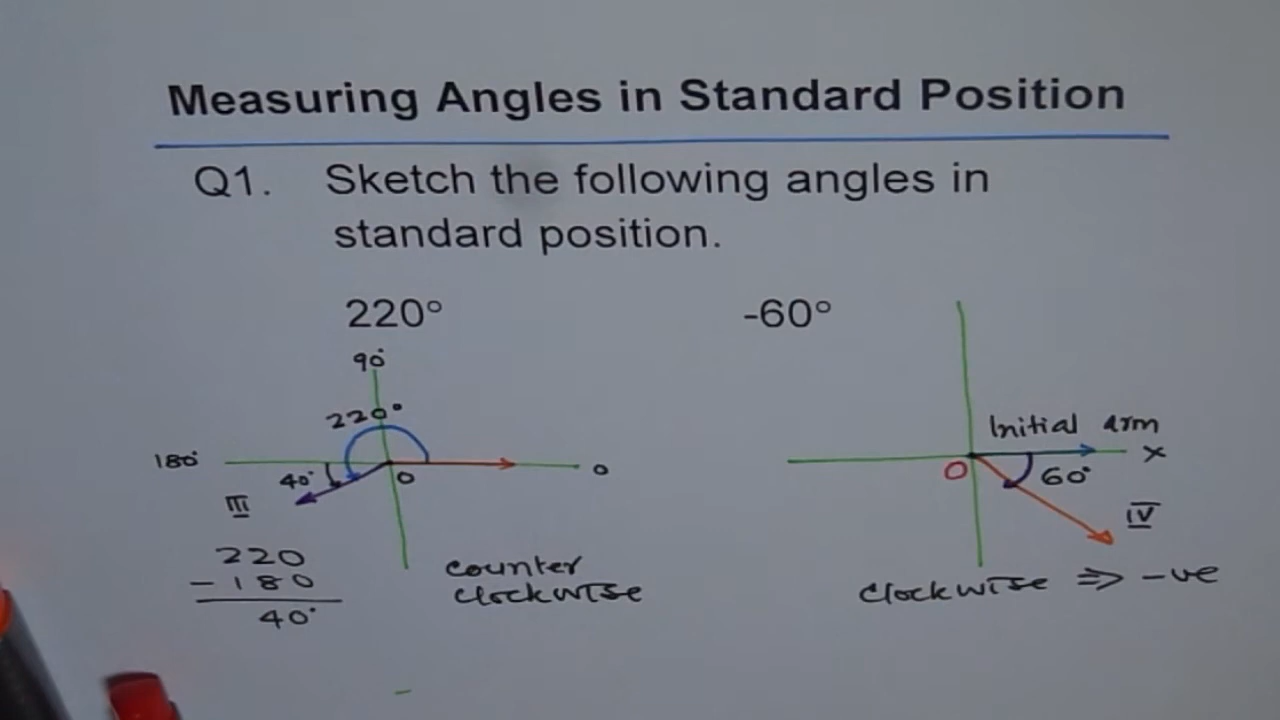 Measuring Angles in Standard Position
Q1. Sketch the following angles in
standard position.
220° -60°
90°
220°
180° 0
40° 0
III
220
- 180
40°
counter
clockwise
Initial arm
X
O 60°
IV
clockwise ⇒ -ve